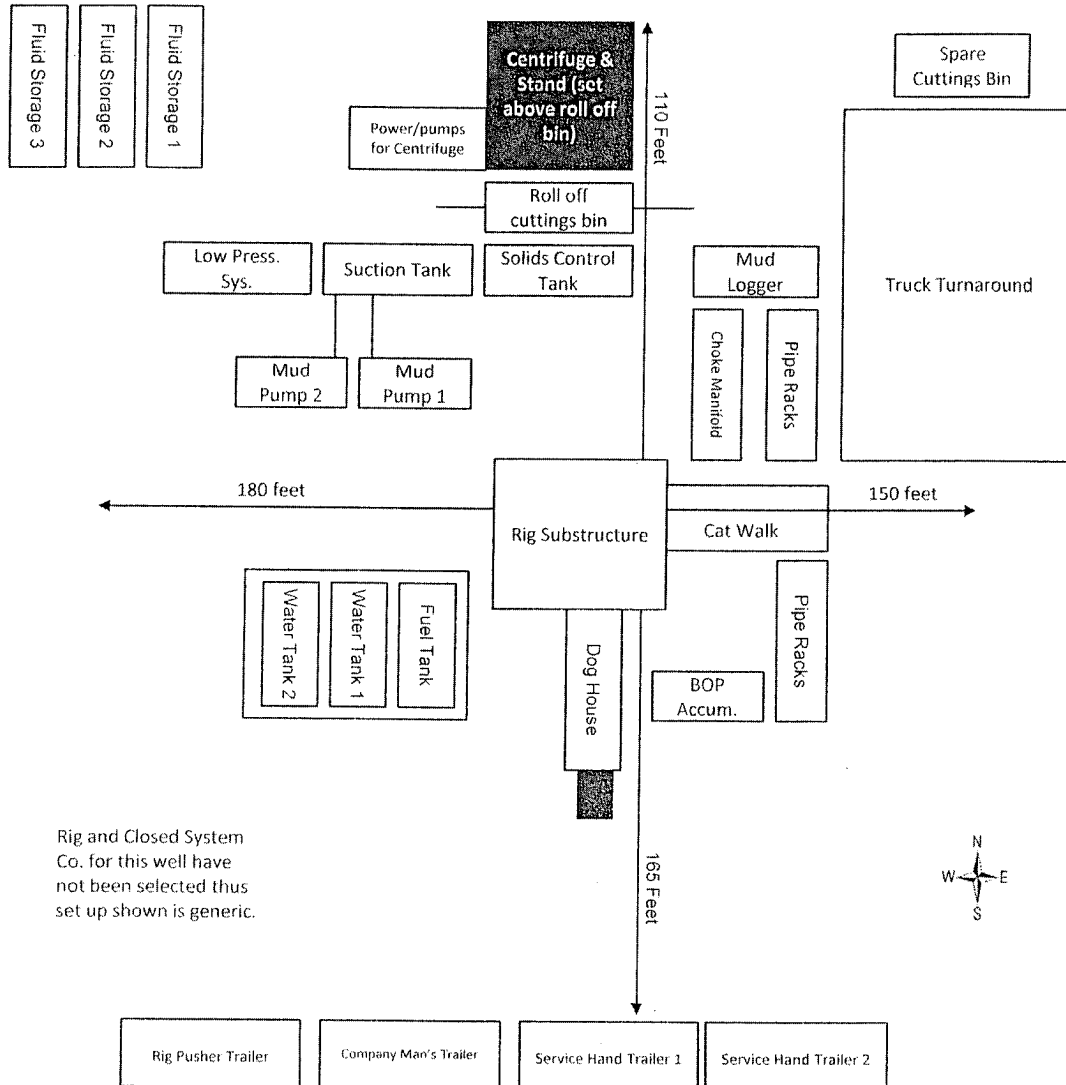 Fluid Storage 3
Fluid Storage 2
Fluid Storage 1
Centrifuge &
Stand (set
above roll off
bin)
Power/pumps
for Centrifuge
110 Feet
Spare
Cuttings Bin
Roll off
cuttings bin
Low Press.
Sys.
Suction Tank
Solids Control
Tank
Mud
Logger
Truck Turnaround
Mud
Pump 2
Mud
Pump 1
Choke Manifold
Pipe Racks
180 feet
Rig Substructure
Cat Walk
150 feet
Water Tank 2
Water Tank 1
Fuel Tank
Dog House
BOP
Accum.
Pipe Racks
165 Feet
Rig and Closed System
Co. for this well have
not been selected thus
set up shown is generic.
N
W
E
S
Rig Pusher Trailer
Company Man's Trailer
Service Hand Trailer 1
Service Hand Trailer 2